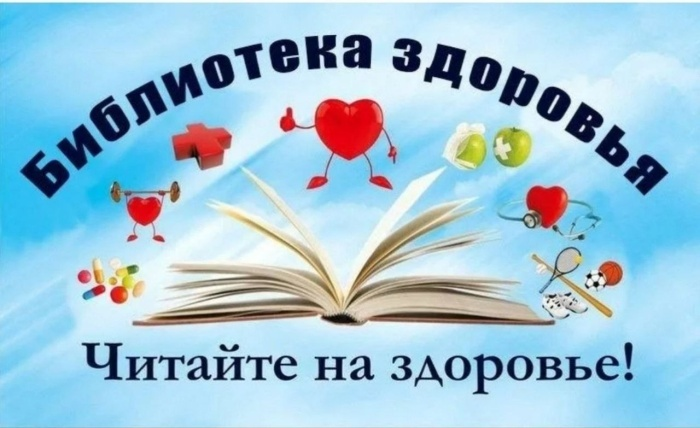 Библиотека здоровья
Читайте на здоровье!